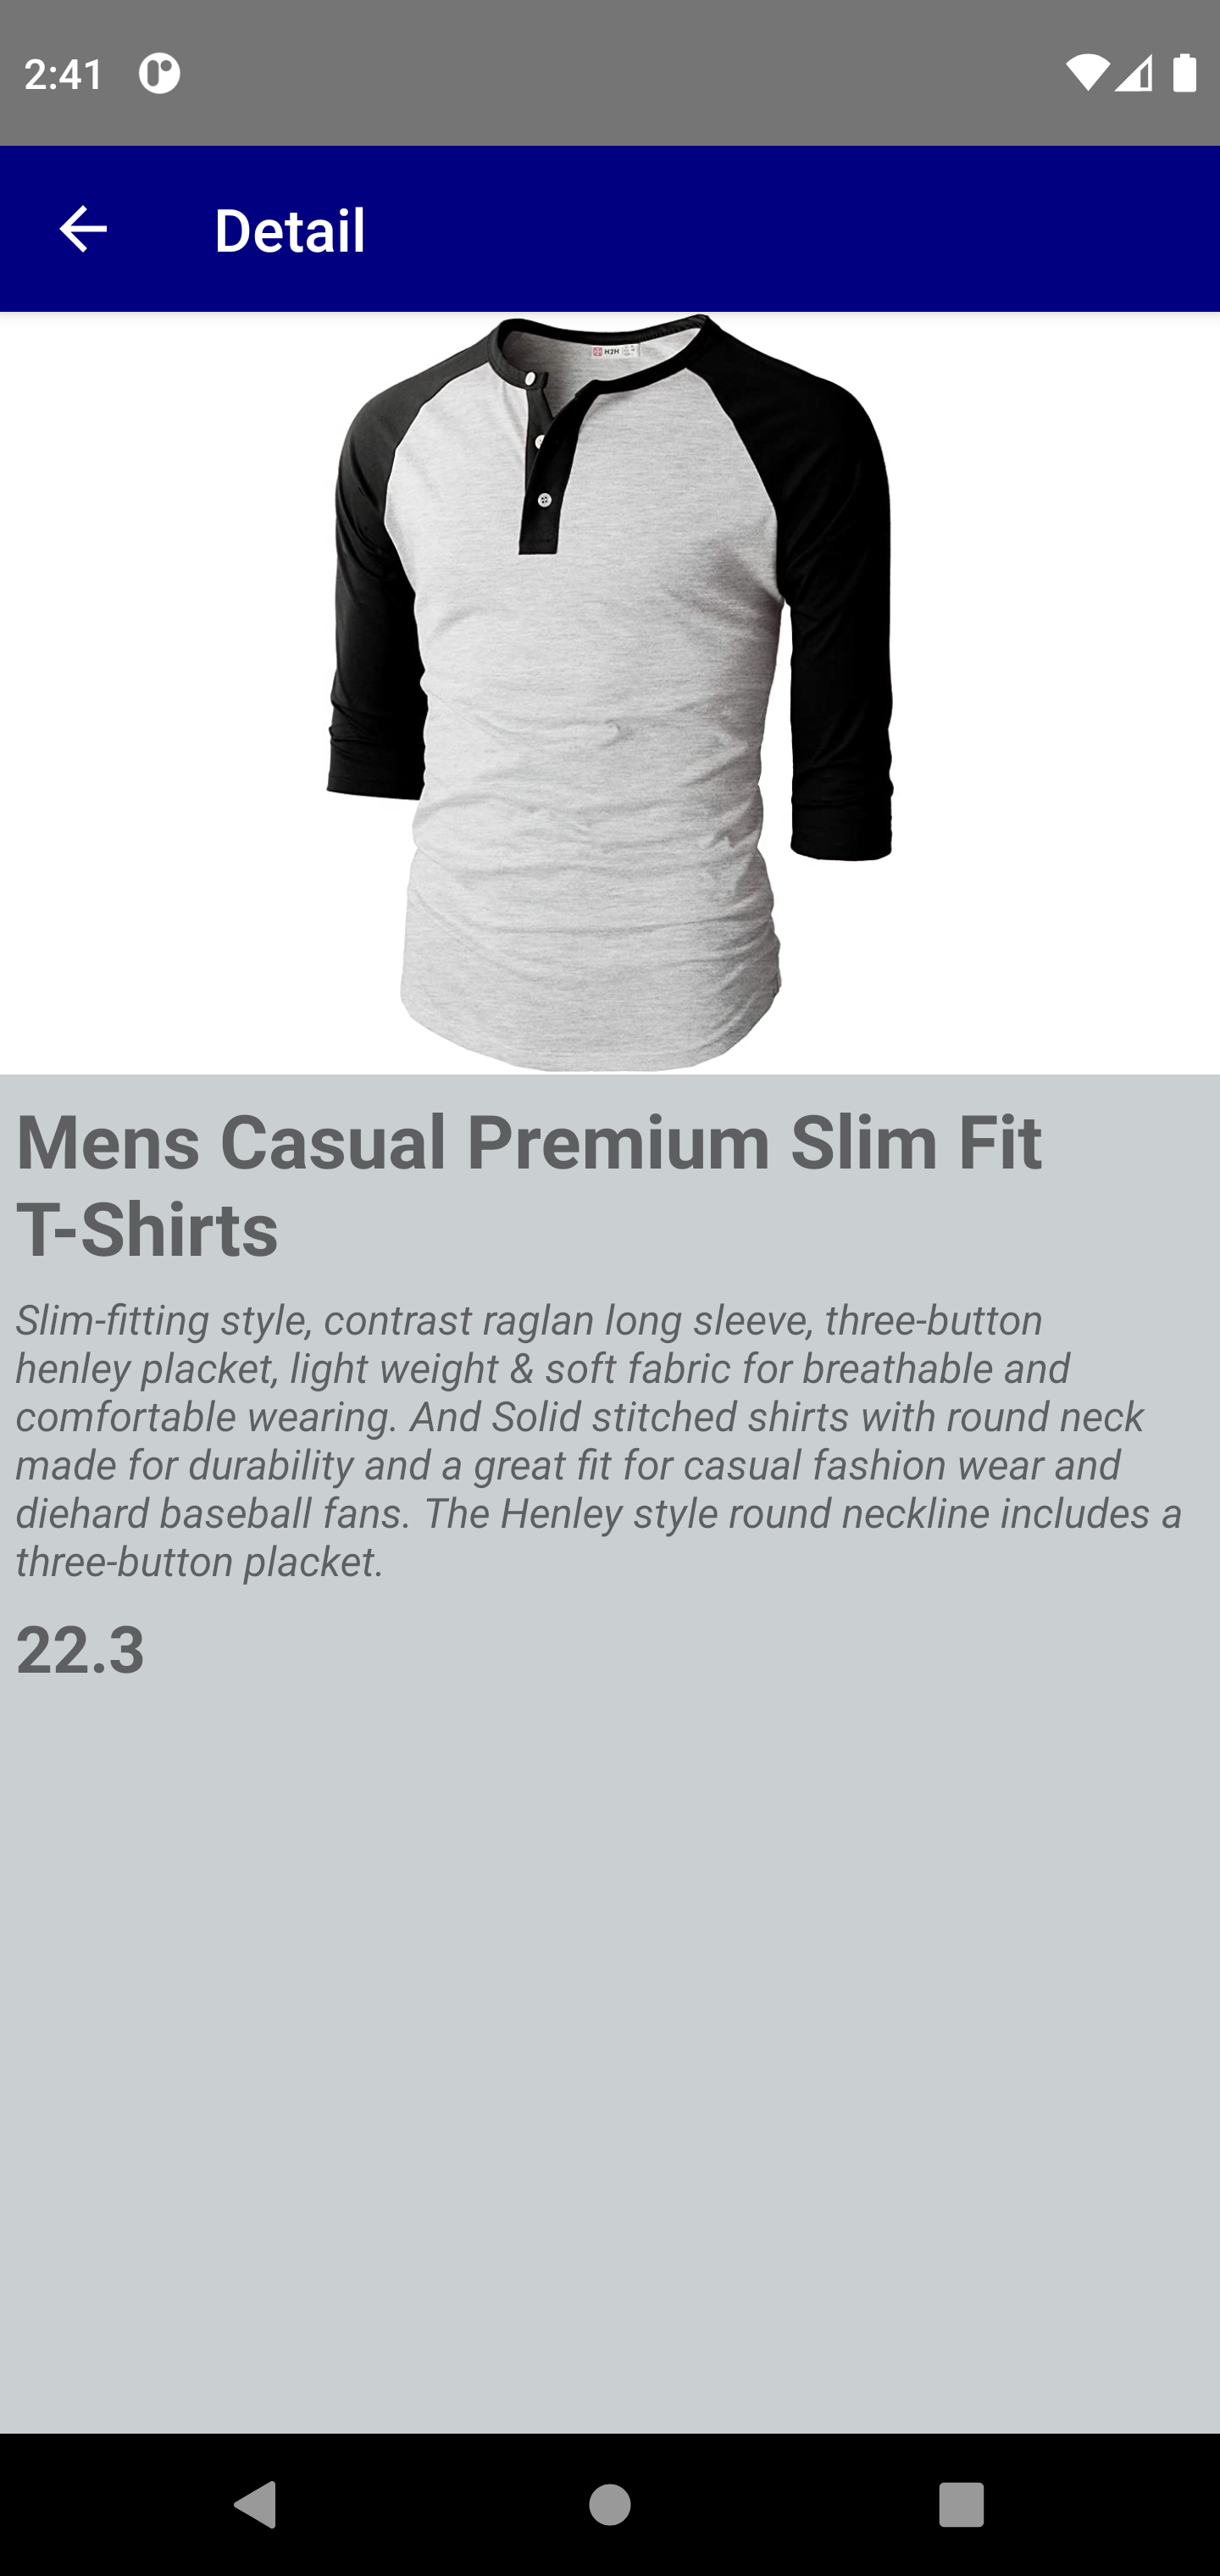 2:41
Detail
H2H
Mens Casual Premium Slim Fit
T-Shirts
Slim-fitting style, contrast raglan long sleeve, three-button
henley placket, light weight & soft fabric for breathable and
comfortable wearing. And Solid stitched shirts with round neck
made for durability and a great fit for casual fashion wear and
diehard baseball fans. The Henley style round neckline includes a
three-button placket.
22.3